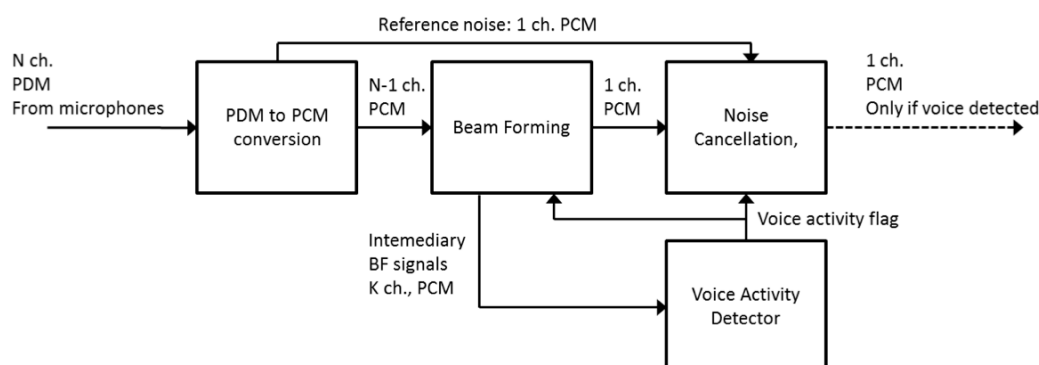 Reference noise: 1 ch. PCM
N ch.
PDM
From microphones
PDM to PCM
conversion
N-1 ch.
PCM
Beam Forming
1 ch.
PCM
Noise
Cancellation,
1 ch.
PCM
Only if voice detected
Voice activity flag
Intemediary
BF signals
K ch., PCM
Voice Activity
Detector